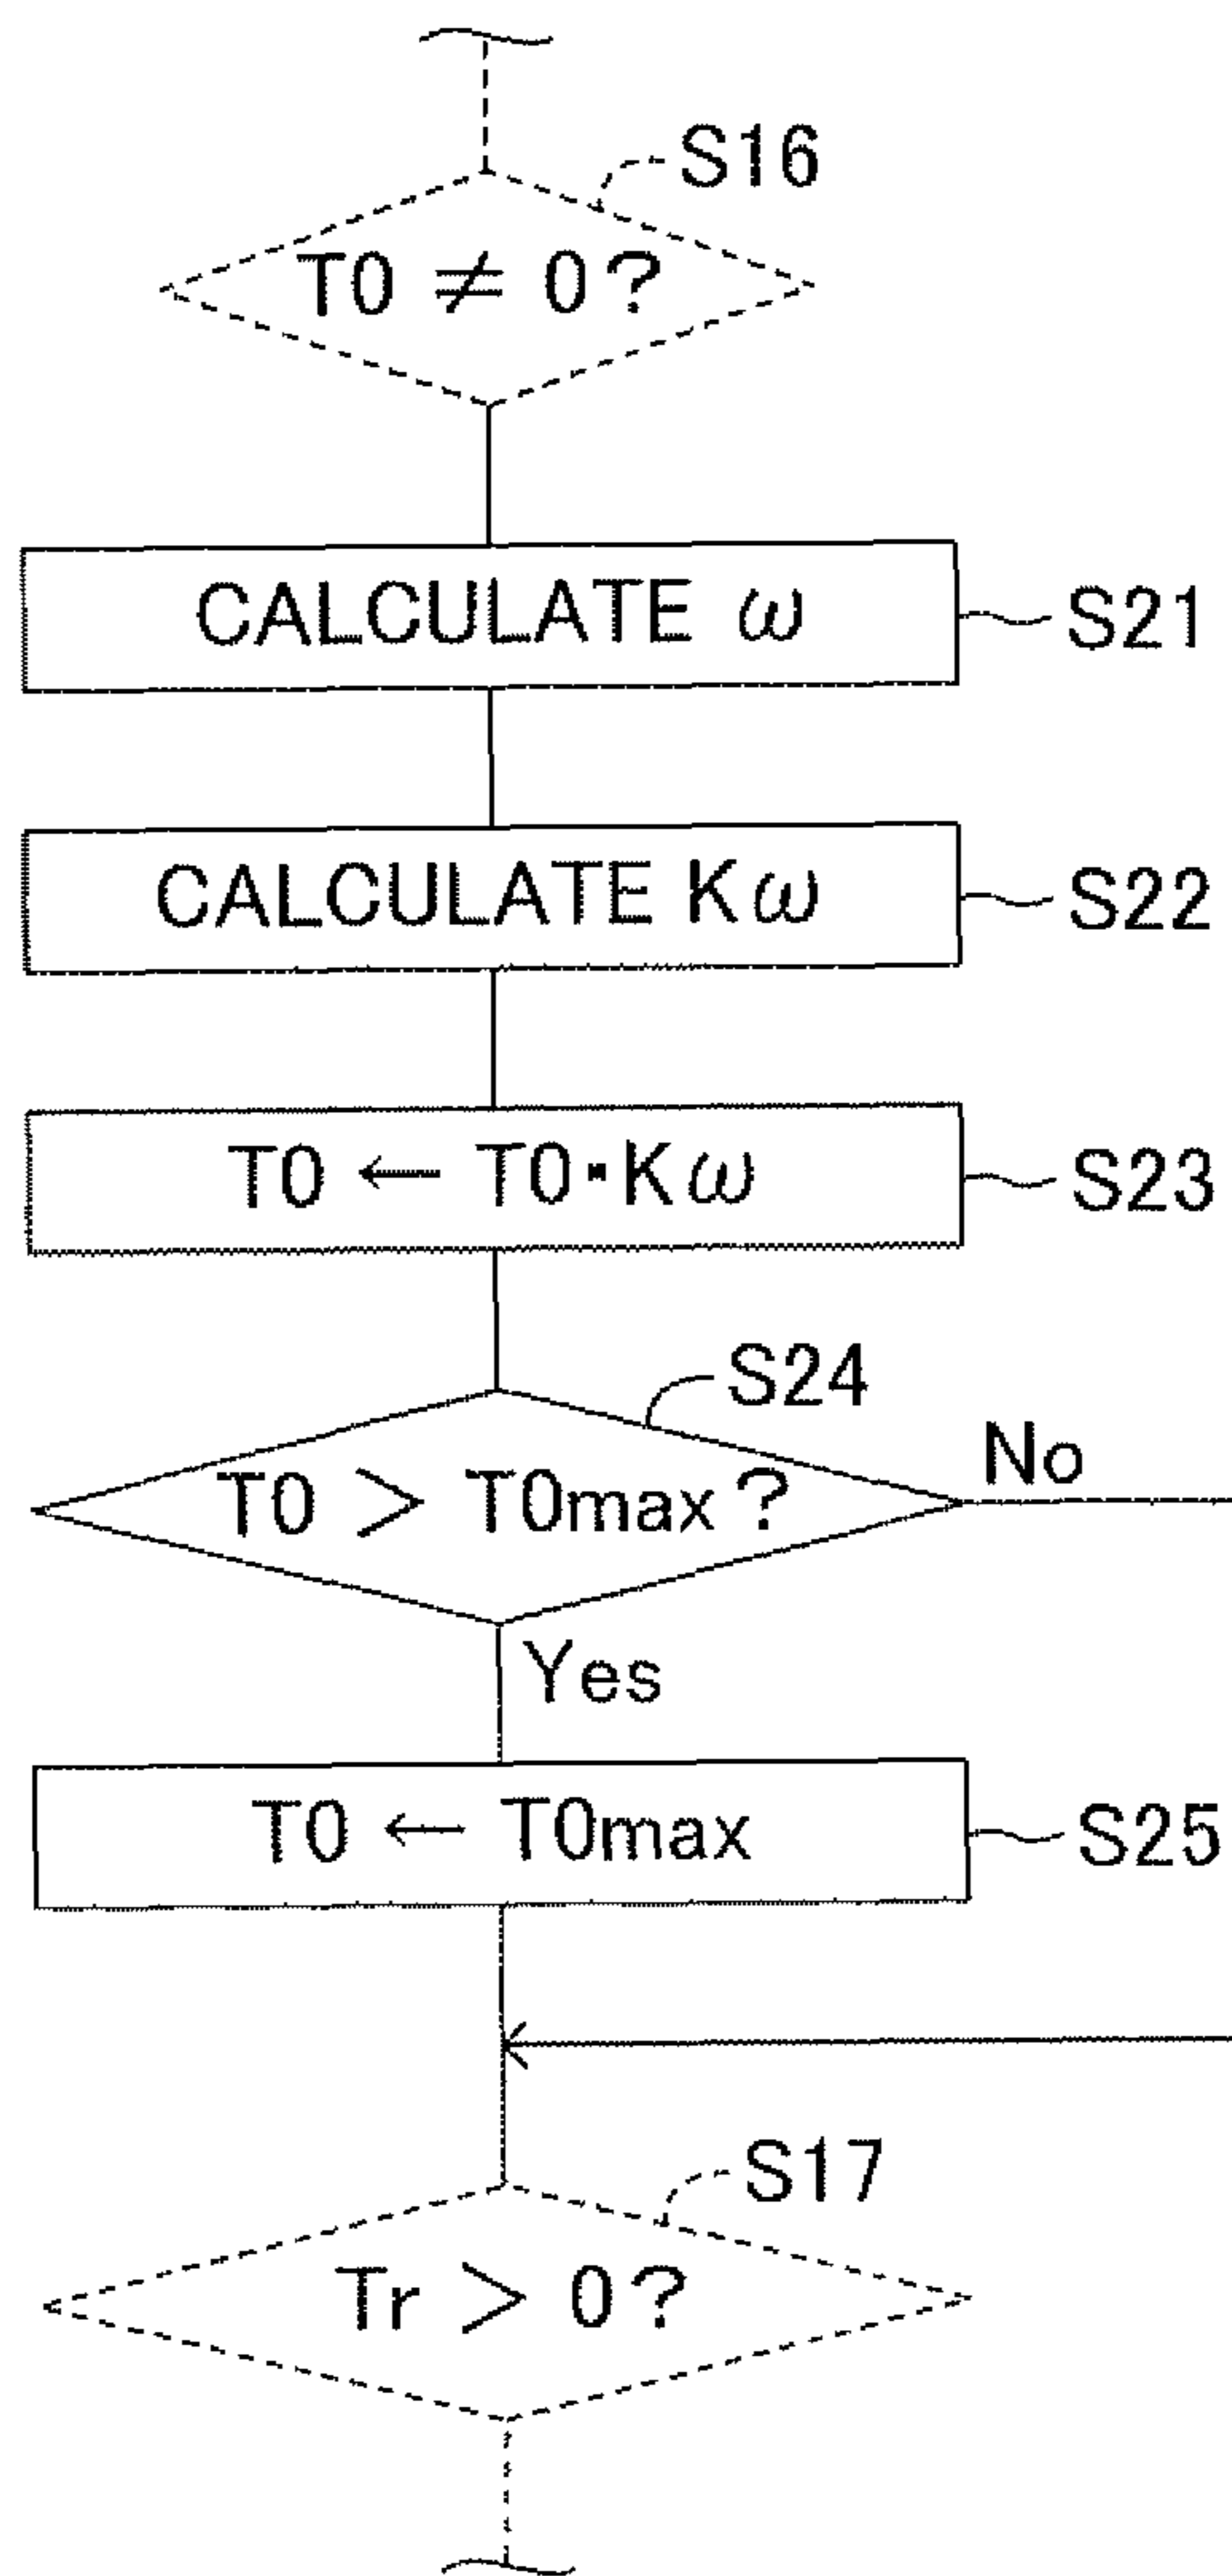 S16
T0 ≠ 0?
CALCULATE ω
S21
CALCULATE Kω
S22
T0 ← T0・Kω
S23
S24
T0 > T0max?
No
Yes
T0 ← T0max
S25
S17
Tr > 0?